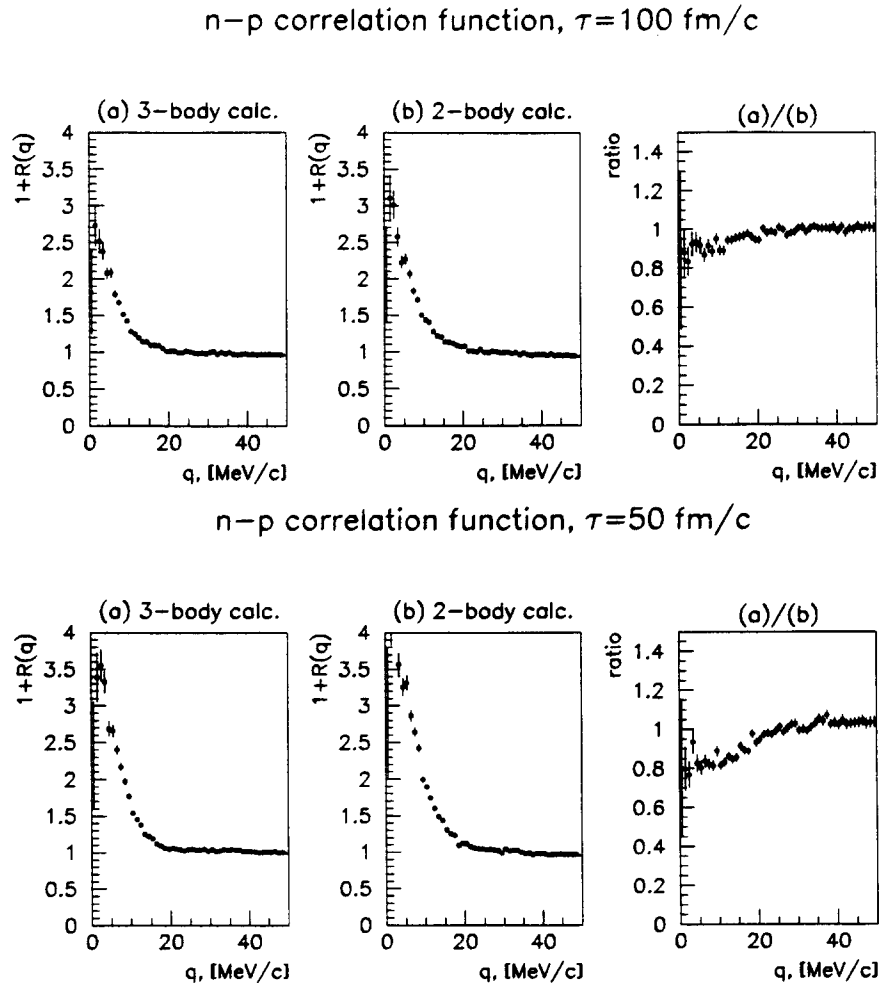 n-p correlation function, τ=100 fm/c
(a) 3-body calc.
(b) 2-body calc.
(a)/(b)
1+R(q)
4
3.5
3
2.5
2
1.5
1
0.5
0
0 20 40
q, [MeV/c]
1+R(q)
4
3.5
3
2.5
2
1.5
1
0.5
0
0 20 40
q, [MeV/c]
ratio
1.4
1.2
1
0.8
0.6
0.4
0.2
0
0 20 40
q, [MeV/c]
n-p correlation function, τ=50 fm/c
(a) 3-body calc.
(b) 2-body calc.
(a)/(b)
1+R(q)
4
3.5
3
2.5
2
1.5
1
0.5
0
0 20 40
q, [MeV/c]
1+R(q)
4
3.5
3
2.5
2
1.5
1
0.5
0
0 20 40
q, [MeV/c]
ratio
1.4
1.2
1
0.8
0.6
0.4
0.2
0
0 20 40
q, [MeV/c]